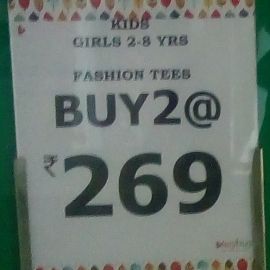 KIDS
GIRLS 2-8 YRS
FASHION TEES
BUY2@
₹269